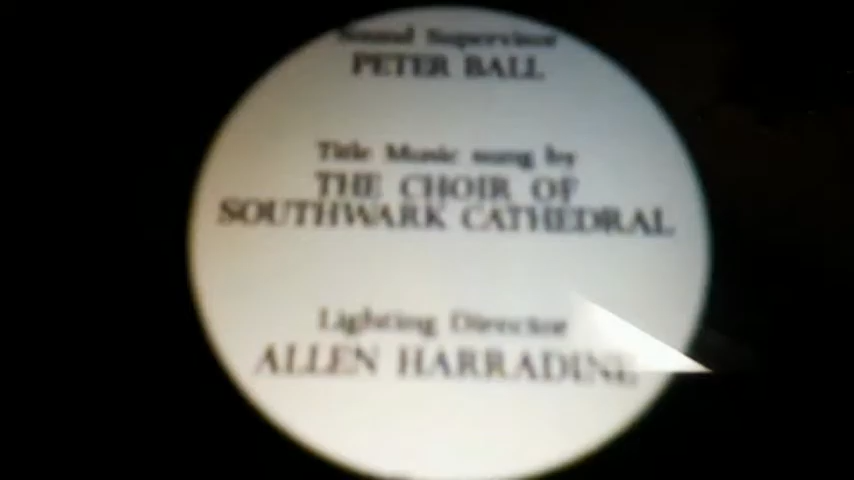 Sound Supervisor
PETER BALL
Title Music sung by
THE CHOIR OF
SOUTHWARK CATHEDRAL
Lighting Director
ALLEN HARRADINE